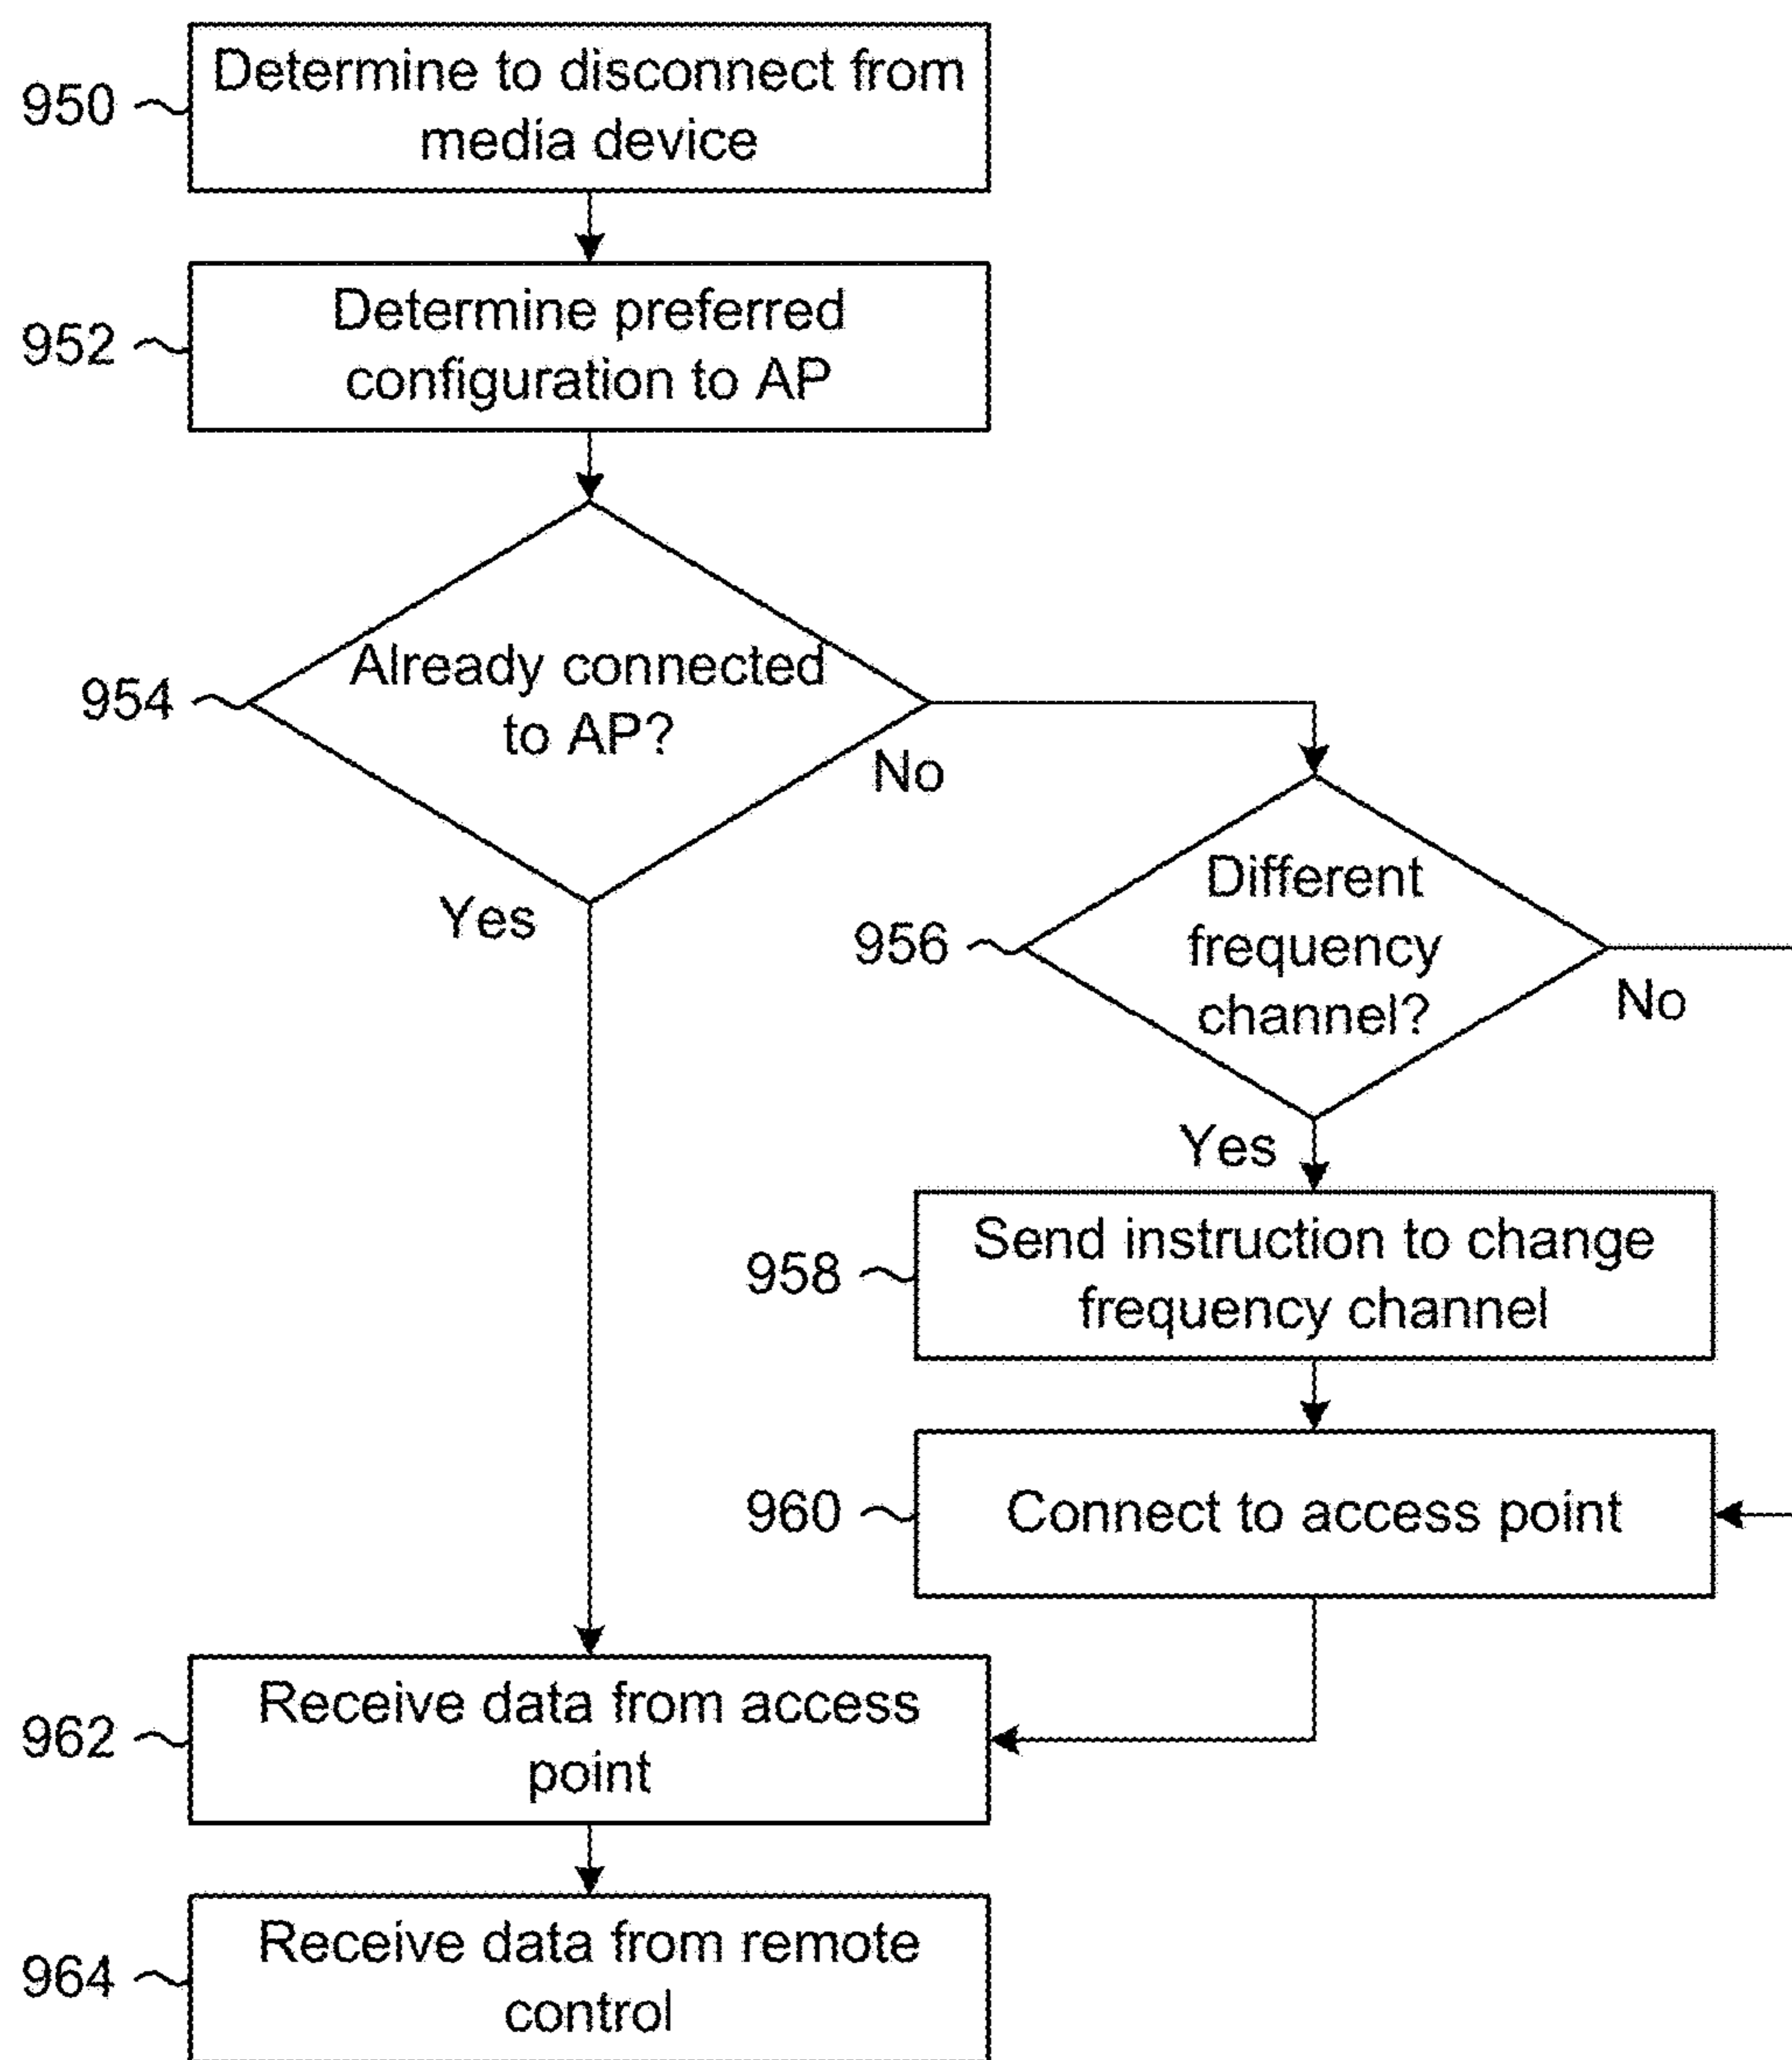 950
Determine to disconnect from
media device
952
Determine preferred
configuration to AP
954
Already connected
to AP?
No
Yes
956
Different
frequency
channel?
No
Yes
958
Send instruction to change
frequency channel
960
Connect to access point
962
Receive data from access
point
964
Receive data from remote
control